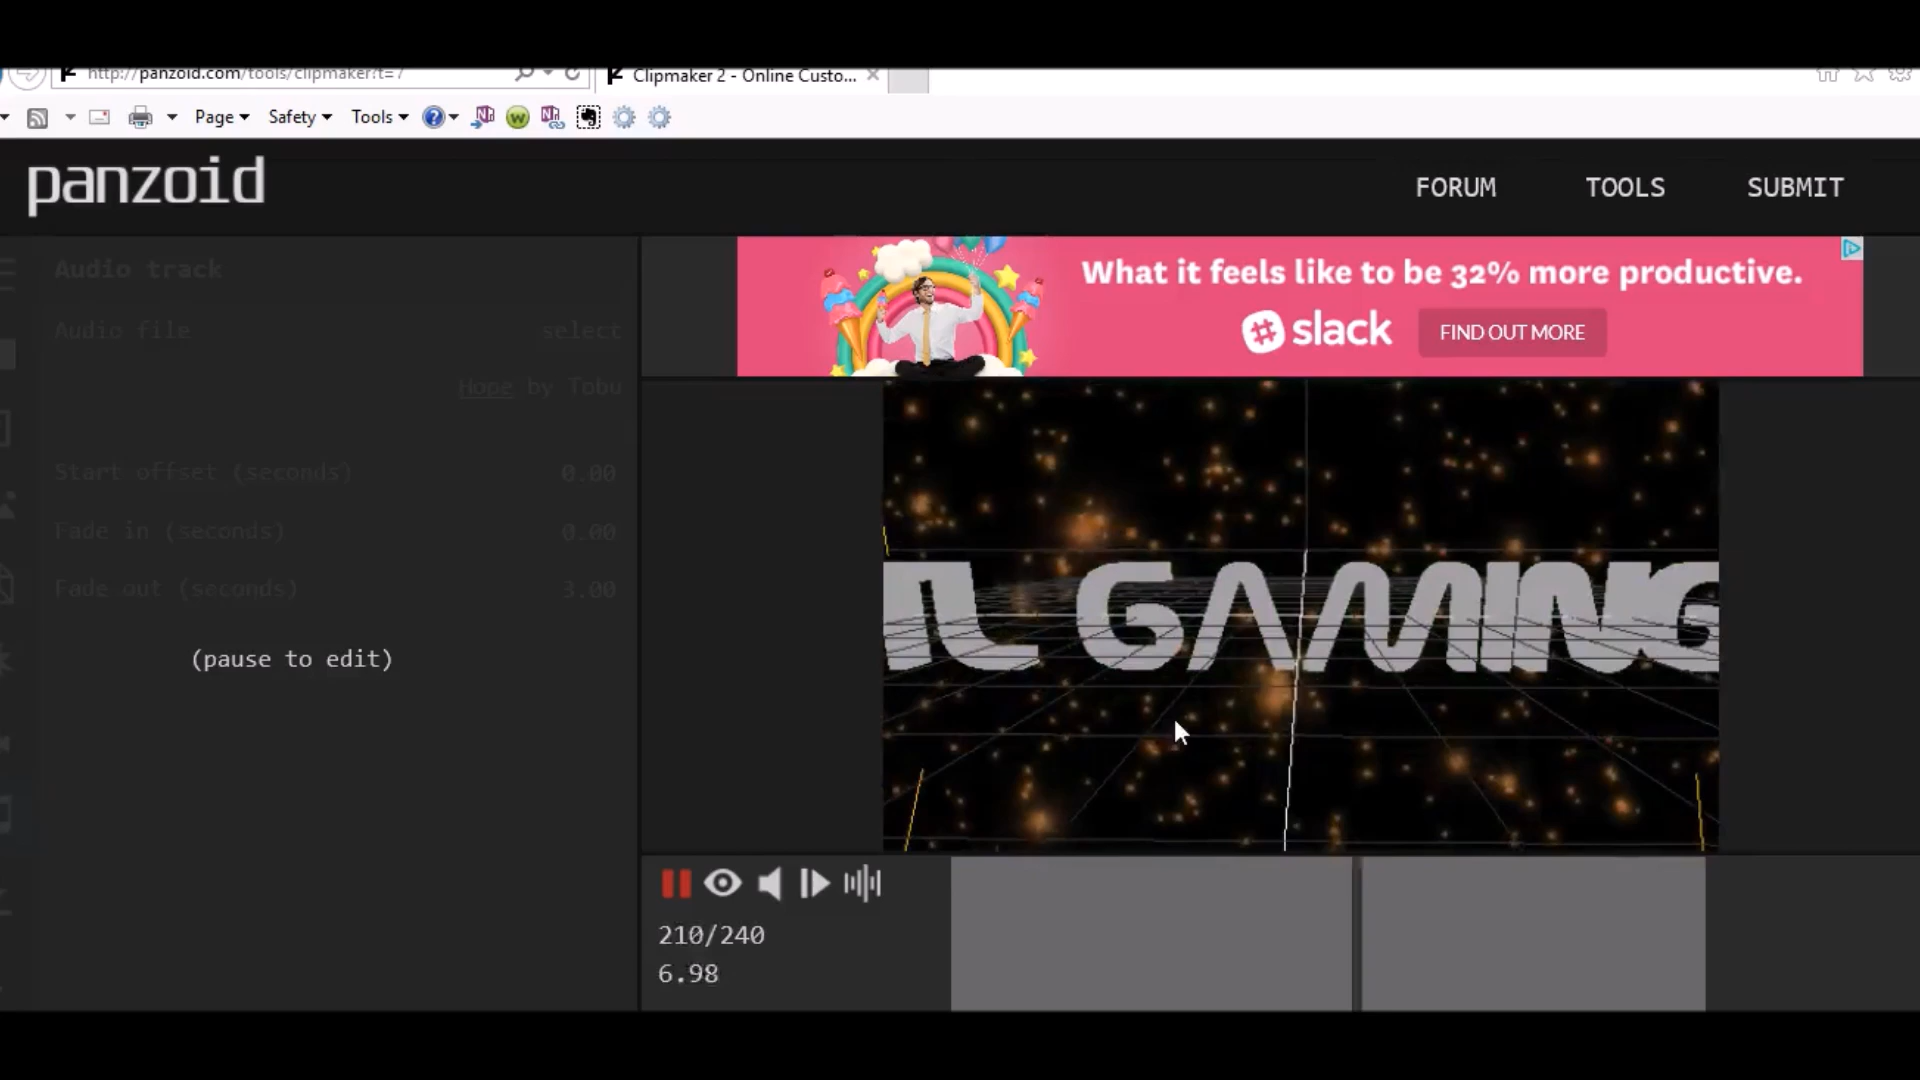 http://panzoid.com/tools/clipmaker?t=7
Clipmaker 2 - Online Custo...
Page
Safety
Tools
panzoid
FORUM
TOOLS
SUBMIT
Audio track
What it feels like to be 32% more productive.
slack
FIND OUT MORE
Audio file
select
Hope by Tobu
Start offset (seconds)
0.00
Fade in (seconds)
0.00
Fade out (seconds)
3.00
GAMING
(pause to edit)
210/240
6.98